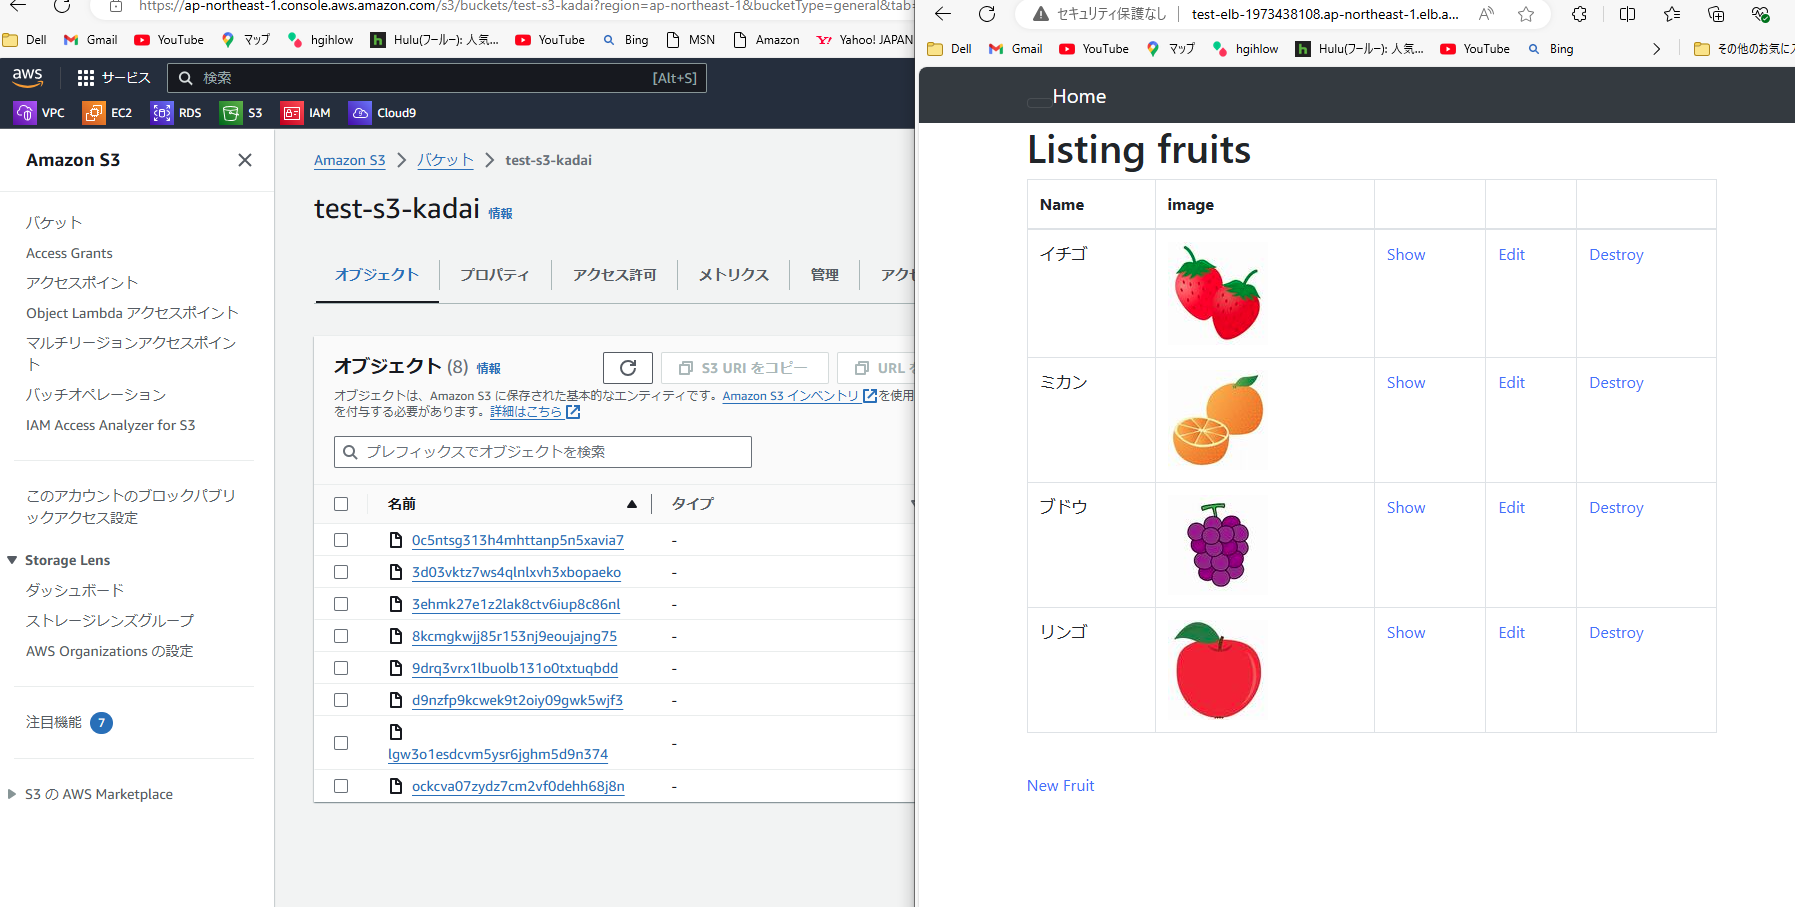 https://ap-northeast-1.console.aws.amazon.com/s3/buckets/test-s3-kadai?region=ap-northeast-1&bucketType=general&tab=
Dell Gmail YouTube マップ hgihlow Hulu(フールー): 人気... YouTube Bing MSN Amazon Yahoo! JAPAN
aws サービス 検索 [Alt+S]
VPC EC2 RDS S3 IAM Cloud9
Amazon S3
バケット
Access Grants
アクセスポイント
Object Lambda アクセスポイント
マルチリージョンアクセスポイン
ト
バッチオペレーション
IAM Access Analyzer for S3
このアカウントのブロックパブリ
ックアクセス設定
Storage Lens
ダッシュボード
ストレージレンズグループ
AWS Organizations の設定
注目機能 7
S3 の AWS Marketplace
Amazon S3 > バケット > test-s3-kadai
test-s3-kadai 情報
オブジェクト プロパティ アクセス許可 メトリクス 管理 アクセ
オブジェクト (8) 情報
S3 URI をコピー URL を
オブジェクトは、Amazon S3 に保存された基本的なエンティティです。Amazon S3 インベントリ を使用
を付与する必要があります。詳細はこちら
プレフィックスでオブジェクトを検索
名前 タイプ
0c5ntsg313h4mhttanp5n5xavia7 -
3d03vktz7ws4qlnlxvh3xbopaeko -
3ehmk27e1z2lak8ctv6iup8c86nl -
8kcmgkwjj85r153nj9eoujajng75 -
9drq3vrx1lbuolb131o0txtuqbdd -
d9nzfp9kcwek9t2oiy09gwk5wjf3 -
lgw3o1esdcvm5ysr6jghm5d9n374 -
ockcva07zydz7cm2vf0dehh68j8n -
セキュリティ保護なし test-elb-1973438108.ap-northeast-1.elb.a...
Dell Gmail YouTube マップ hgihlow Hulu(フールー): 人気... YouTube Bing その他のお気に入
Home
Listing fruits
Name image
イチゴ Show Edit Destroy
ミカン Show Edit Destroy
ブドウ Show Edit Destroy
リンゴ Show Edit Destroy
New Fruit